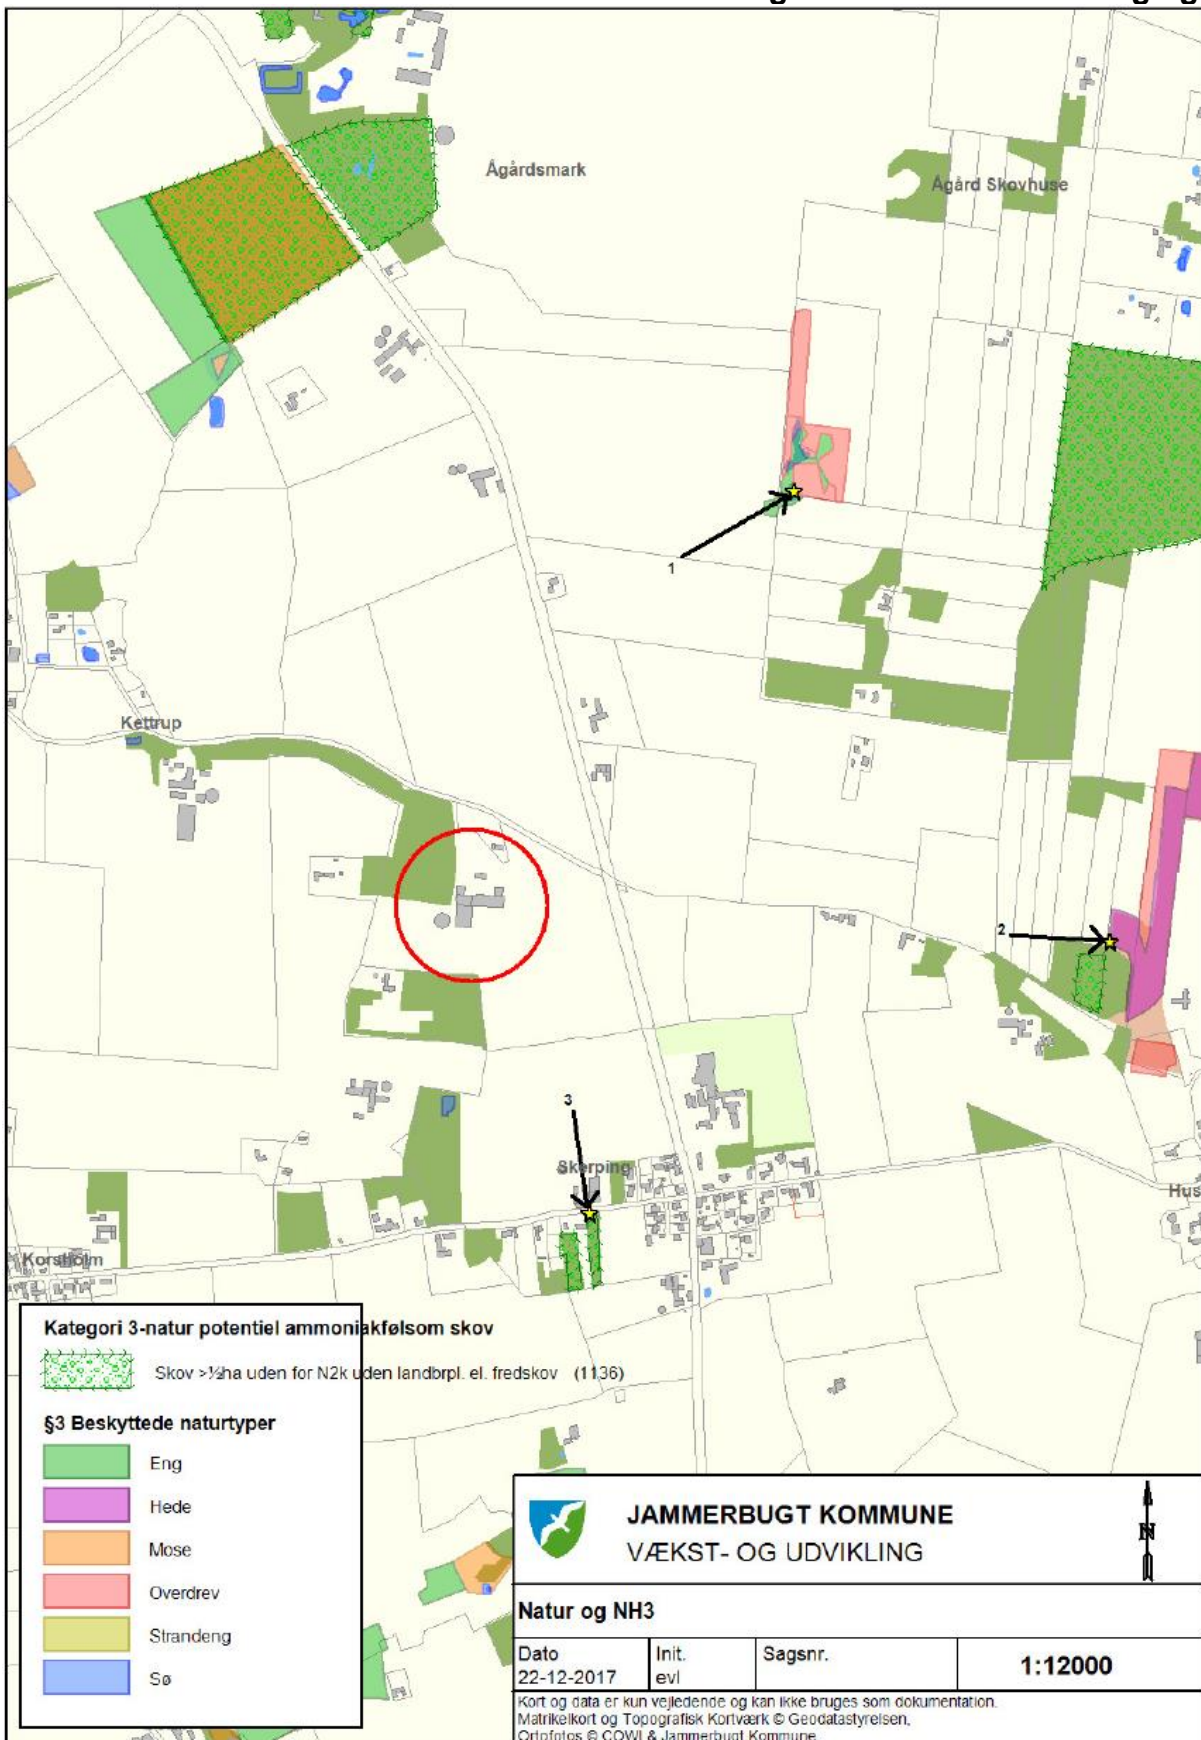 Ågårdsmark
Ågård Skovhuse
1
Kettrup
2
3
Skerping
Hus
Korsholm
Kategori 3-natur potentiel ammoniakfølsom skov
Skov >½ha uden for N2k uden landbrpl. el. fredskov (1136)
§3 Beskyttede naturtyper
Eng
Hede
Mose
Overdrev
Strandeng
Sø
JAMMERBUGT KOMMUNE
VÆKST- OG UDVIKLING
N
Natur og NH3
Dato
22-12-2017
Init.
evl
Sagsnr.
1:12000
Kort og data er kun vejledende og kan ikke bruges som dokumentation.
Matrikelkort og Topografisk Kortværk © Geodatastyrelsen,
Ortofotos © COWI & Jammerbugt Kommune